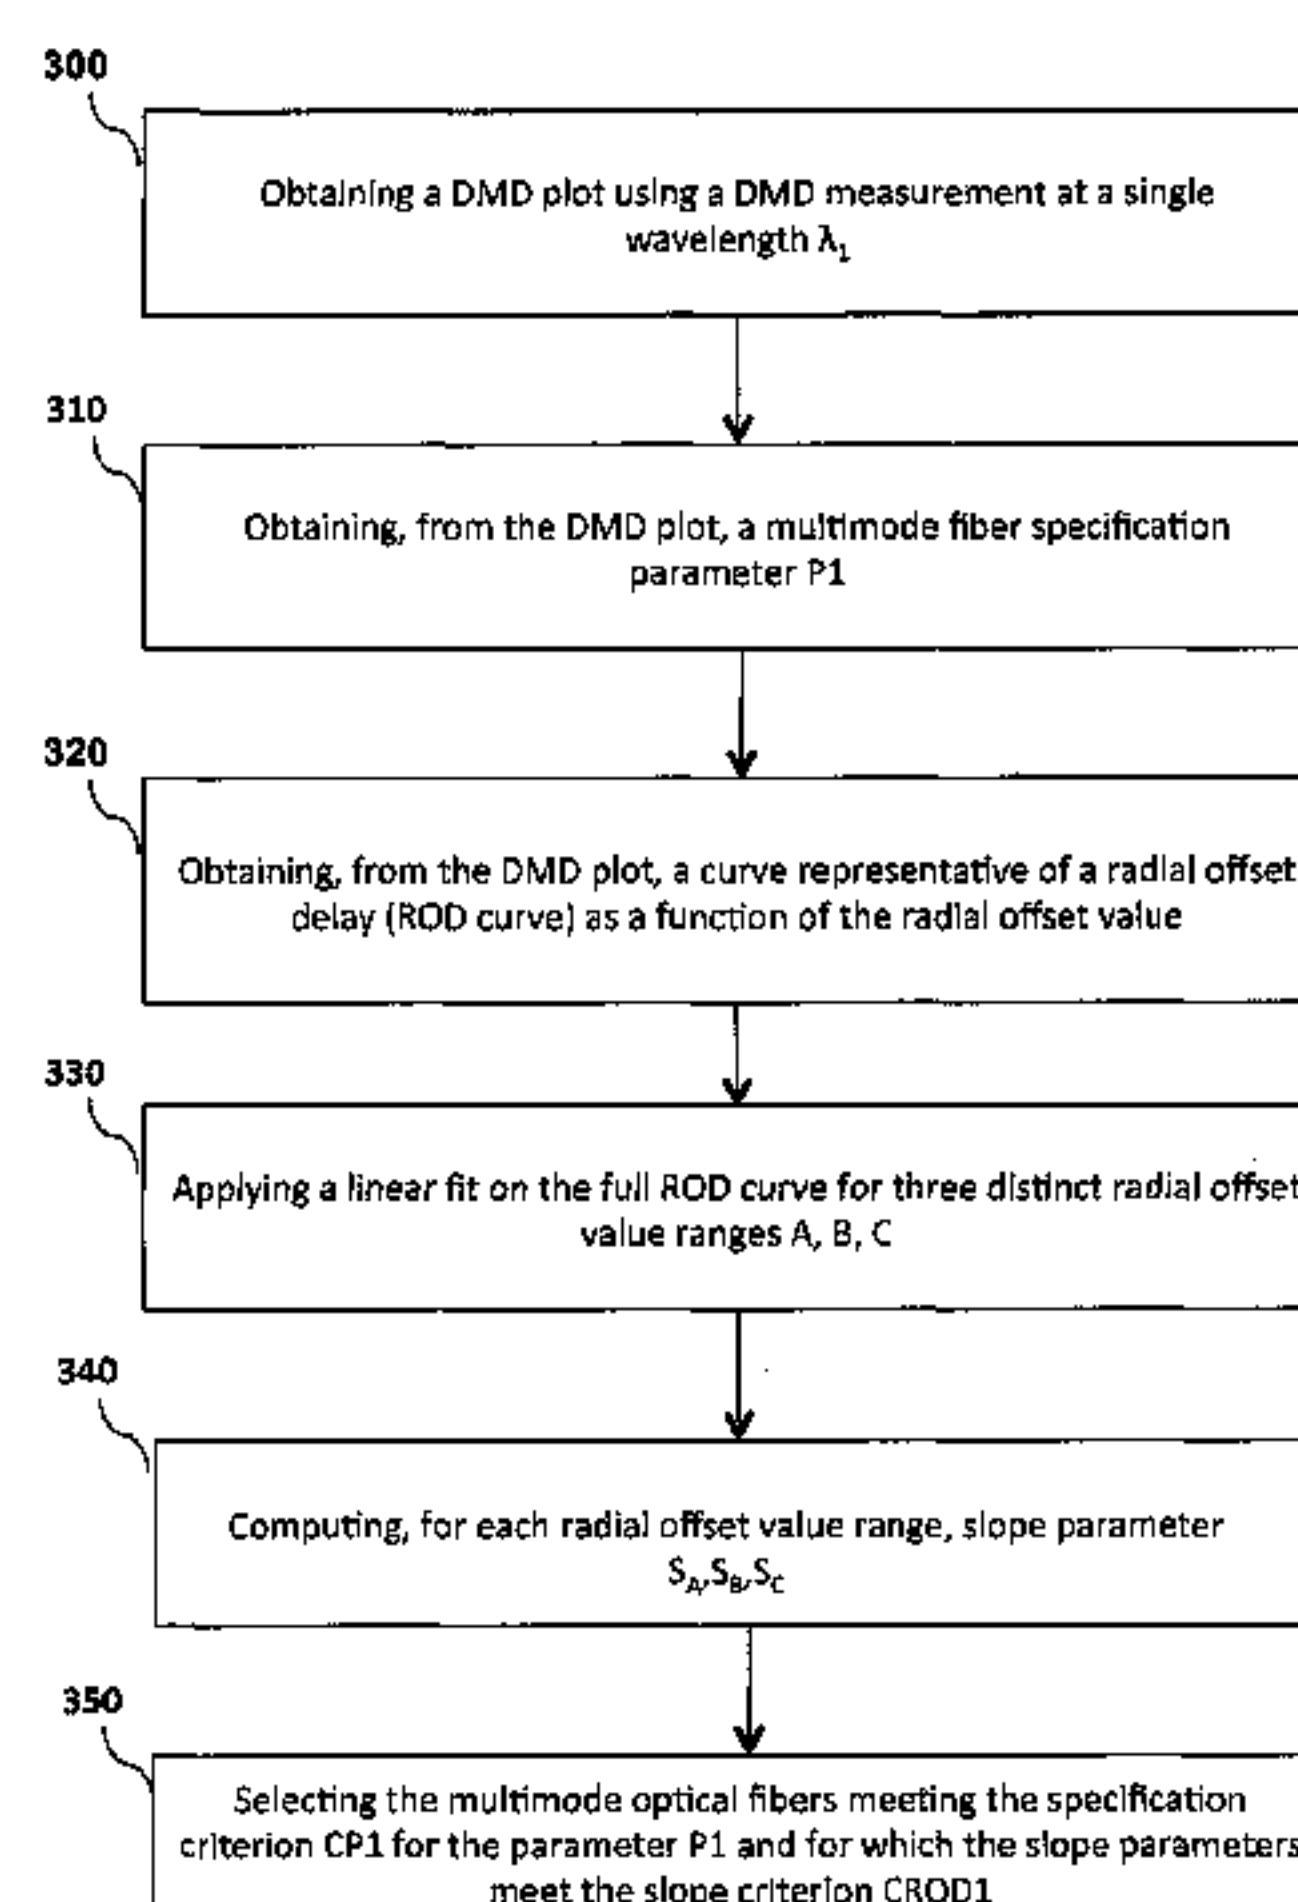 300
Obtaining a DMD plot using a DMD measurement at a single
wavelength λ₁
310
Obtaining, from the DMD plot, a multimode fiber specification
parameter P1
320
Obtaining, from the DMD plot, a curve representative of a radial offset
delay (ROD curve) as a function of the radial offset value
330
Applying a linear fit on the full ROD curve for three distinct radial offset
value ranges A, B, C
340
Computing, for each radial offset value range, slope parameter
S_A,S_B,S_C
350
Selecting the multimode optical fibers meeting the specification
criterion CP1 for the parameter P1 and for which the slope parameters
meet the slope criterion CROD1